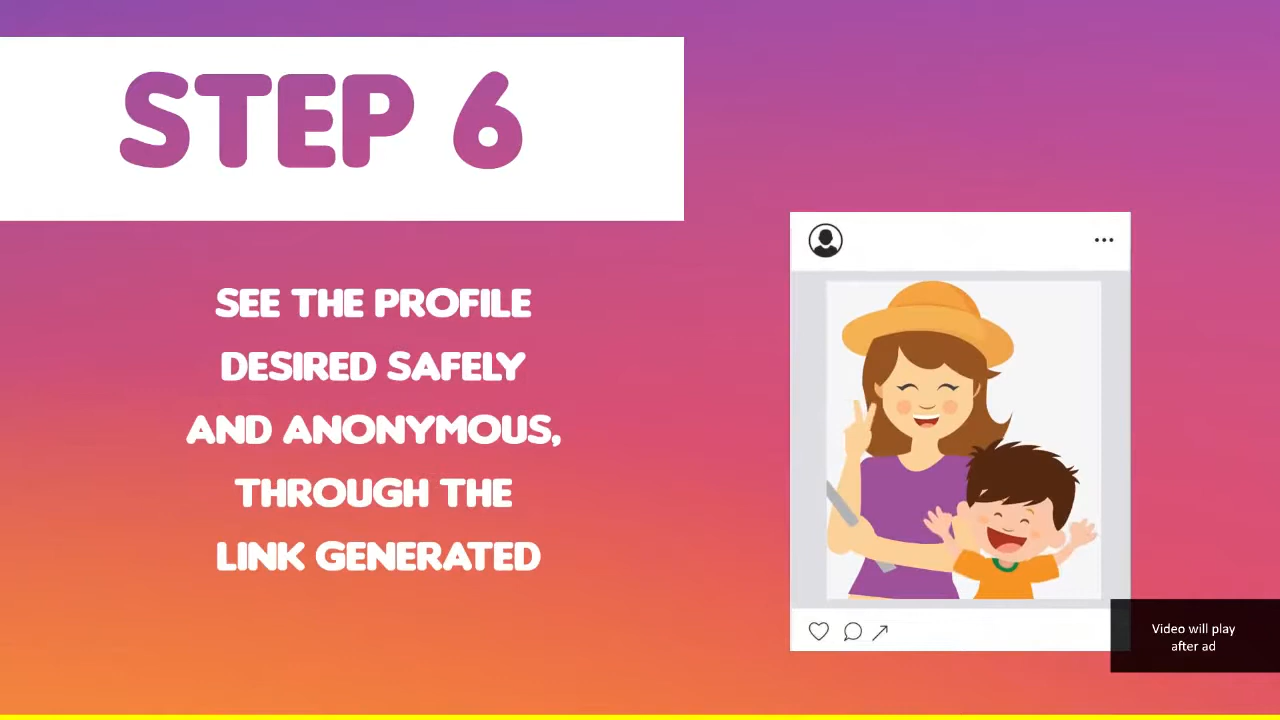 STEP 6
SEE THE PROFILE
DESIRED SAFELY
AND ANONYMOUS,
THROUGH THE
LINK GENERATED
Video will play
after ad